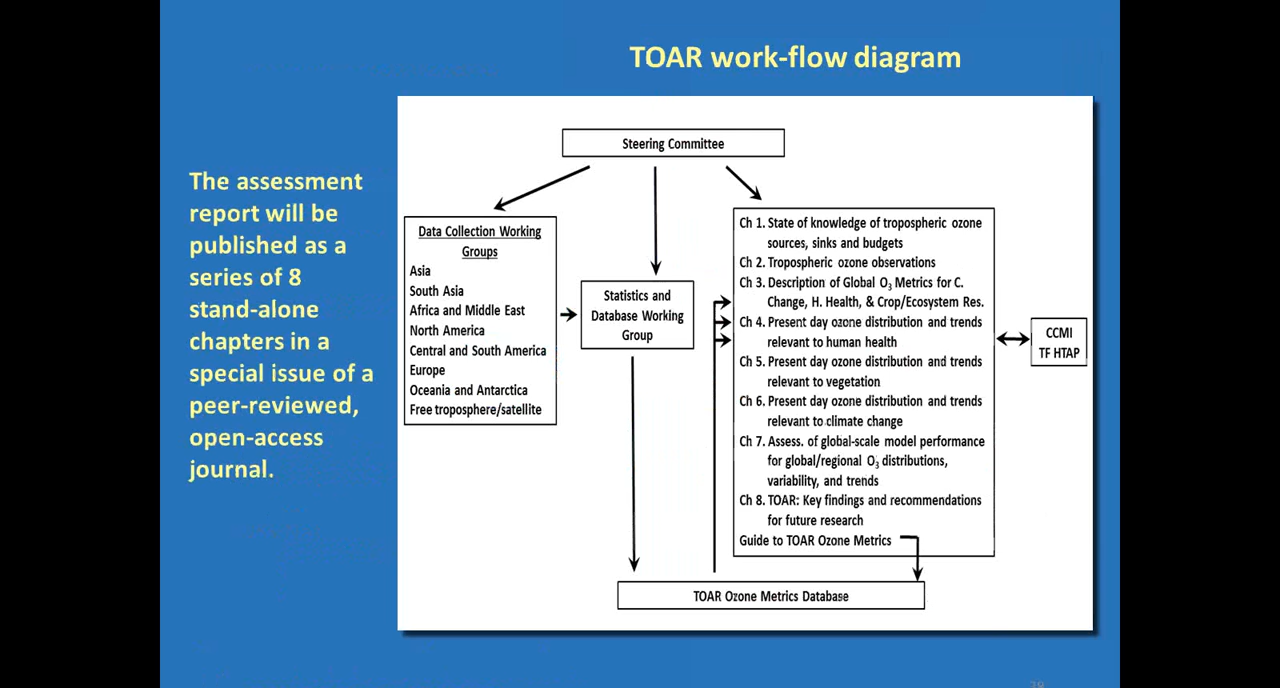 TOAR work-flow diagram
The assessment
report will be
published as a
series of 8
stand-alone
chapters in a
special issue of a
peer-reviewed,
open-access
journal.
Steering Committee
Data Collection Working
Groups
Asia
South Asia
Africa and Middle East
North America
Central and South America
Europe
Oceania and Antarctica
Free troposphere/satellite
Statistics and
Database Working
Group
Ch 1. State of knowledge of tropospheric ozone
sources, sinks and budgets
Ch 2. Tropospheric ozone observations
Ch 3. Description of Global O₃ Metrics for C.
Change, H. Health, & Crop/Ecosystem Res.
Ch 4. Present day ozone distribution and trends
relevant to human health
Ch 5. Present day ozone distribution and trends
relevant to vegetation
Ch 6. Present day ozone distribution and trends
relevant to climate change
Ch 7. Assess. of global-scale model performance
for global/regional O₃ distributions,
variability, and trends
Ch 8. TOAR: Key findings and recommendations
for future research
Guide to TOAR Ozone Metrics
CCMI
TF HTAP
TOAR Ozone Metrics Database